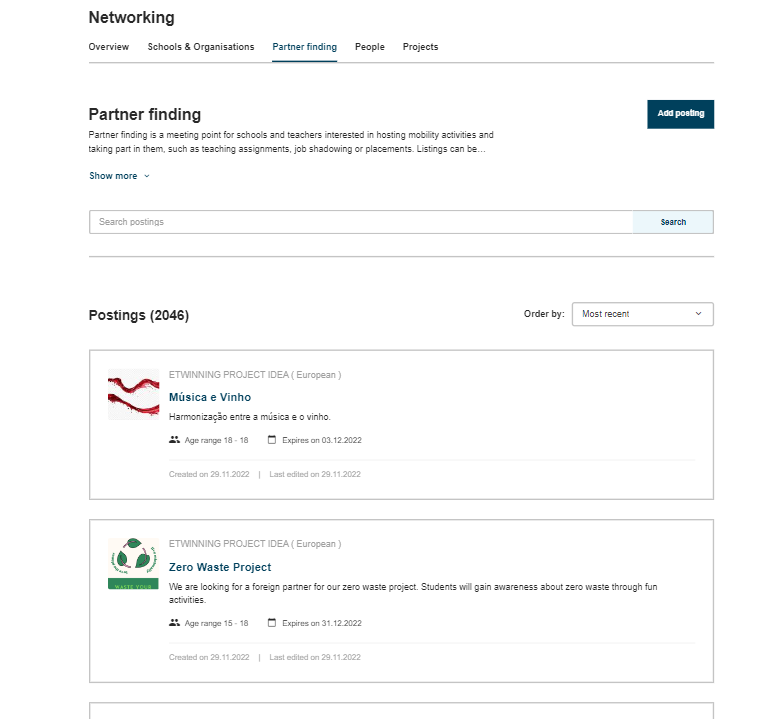 Networking
Overview Schools & Organisations Partner finding People Projects
Partner finding
Add posting
Partner finding is a meeting point for schools and teachers interested in hosting mobility activities and
taking part in them, such as teaching assignments, job shadowing or placements. Listings can be...
Show more
Search postings Search
Postings (2046)
Order by: Most recent
ETWINNING PROJECT IDEA ( European )
Música e Vinho
Harmonização entre a música e o vinho.
Age range 18 - 18 Expires on 03.12.2022
Created on 29.11.2022 | Last edited on 29.11.2022
ETWINNING PROJECT IDEA ( European )
Zero Waste Project
WASTE YOUR
We are looking for a foreign partner for our zero waste project. Students will gain awareness about zero waste through fun
activities.
Age range 15 - 18 Expires on 31.12.2022
Created on 29.11.2022 | Last edited on 29.11.2022